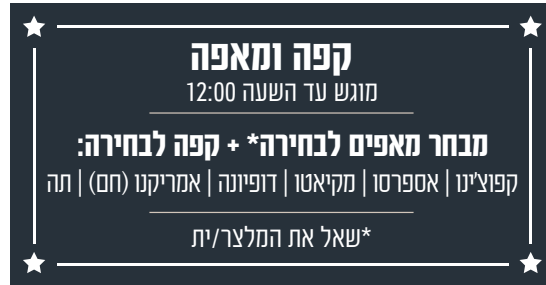 קפה ומאפה
מוגש עד השעה 12:00
מבחר מאפים לבחירה* + קפה לבחירה:
קפוצ'ינו | אספרסו | מקיאטו | דופיונה | אמריקנו (חם) | תה
*שאל את המלצר/ית